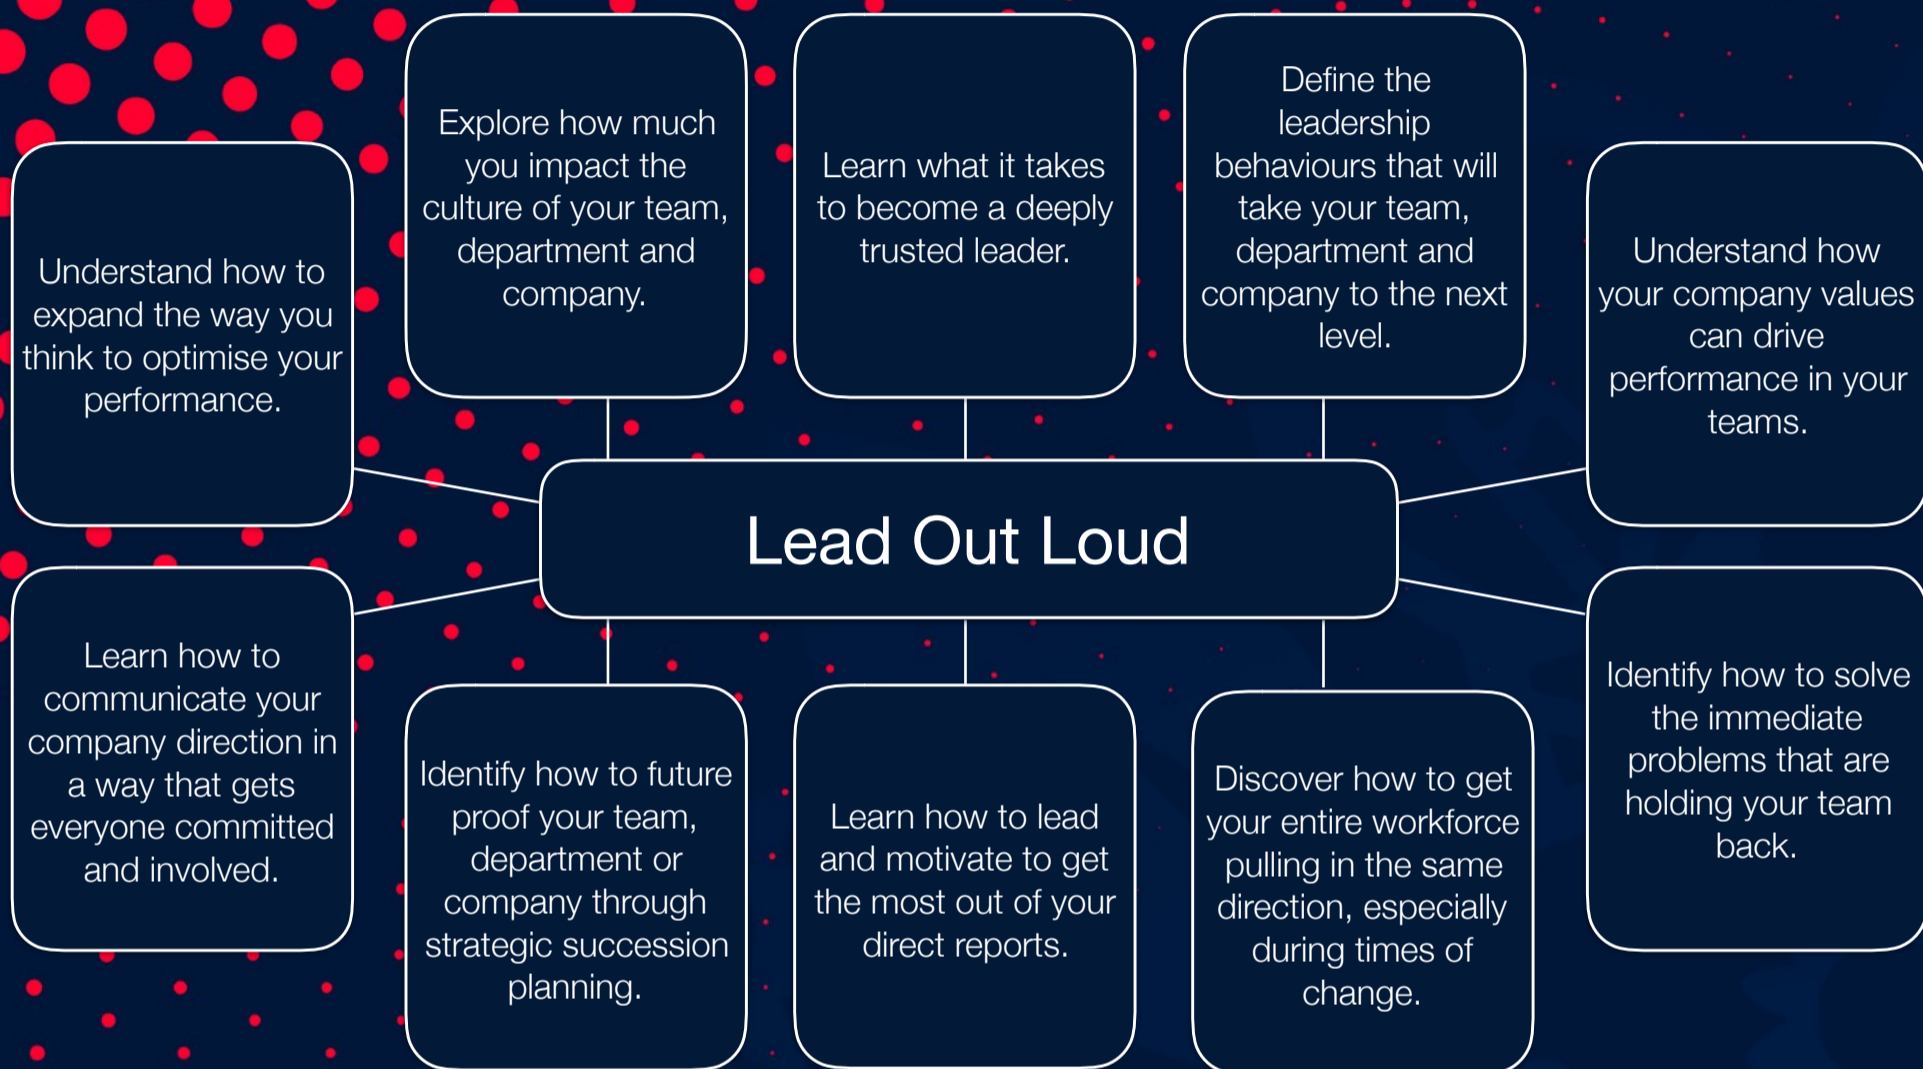 Understand how to
expand the way you
think to optimise your
performance.
Explore how much
you impact the
culture of your team,
department and
company.
Learn what it takes
to become a deeply
trusted leader.
Define the
leadership
behaviours that will
take your team,
department and
company to the next
level.
Understand how
your company values
can drive
performance in your
teams.
Lead Out Loud
Learn how to
communicate your
company direction in
a way that gets
everyone committed
and involved.
Identify how to future
proof your team,
department or
company through
strategic succession
planning.
Learn how to lead
and motivate to get
the most out of your
direct reports.
Discover how to get
your entire workforce
pulling in the same
direction, especially
during times of
change.
Identify how to solve
the immediate
problems that are
holding your team
back.